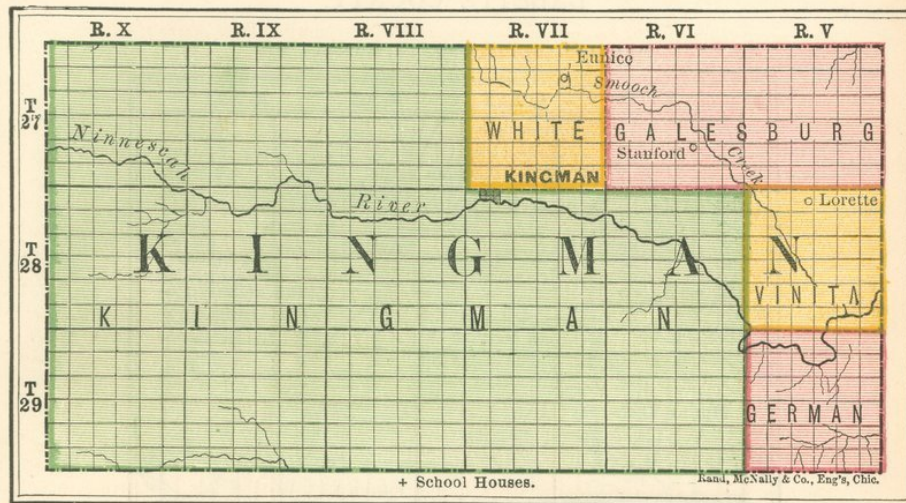 R. X R. IX R. VIII R. VII R. VI R. V
T 27
Eunice
Smooch Creek
WHITE GALESBURG
Stanford
Ninnescah River
KINGMAN
Lorette
T 28
KINGMAN
VINITA
KINGMAN
T 29
GERMAN
+ School Houses.
Rand, McNally & Co., Eng's, Chic.